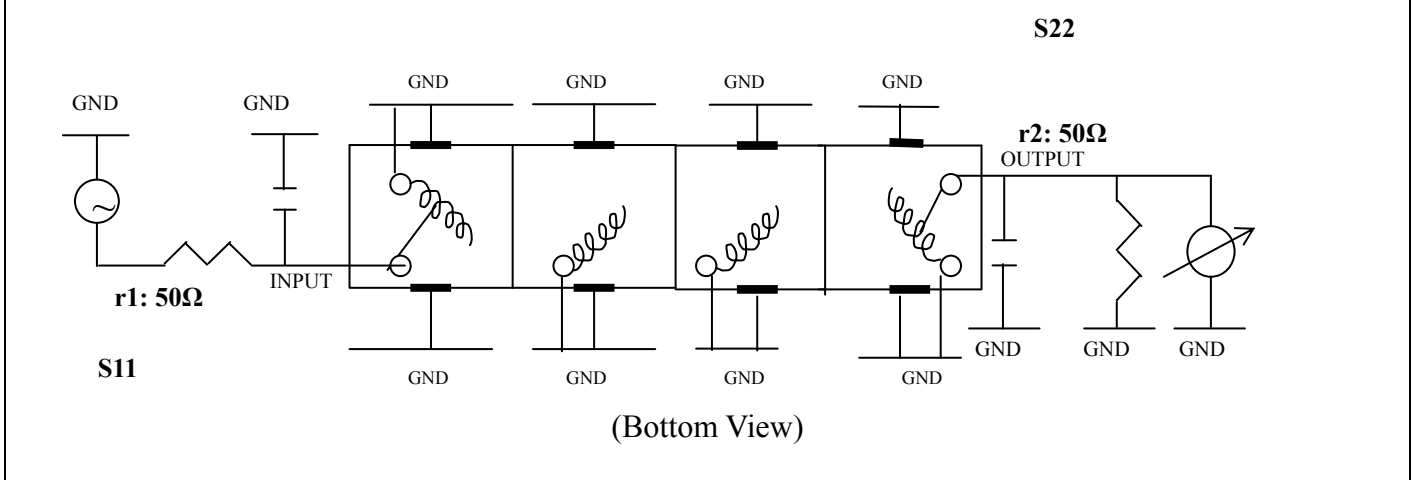 S22
GND
GND
GND
GND
GND
GND
r2: 50Ω
OUTPUT
INPUT
r1: 50Ω
S11
GND
GND
GND
GND
GND
GND
GND
(Bottom View)